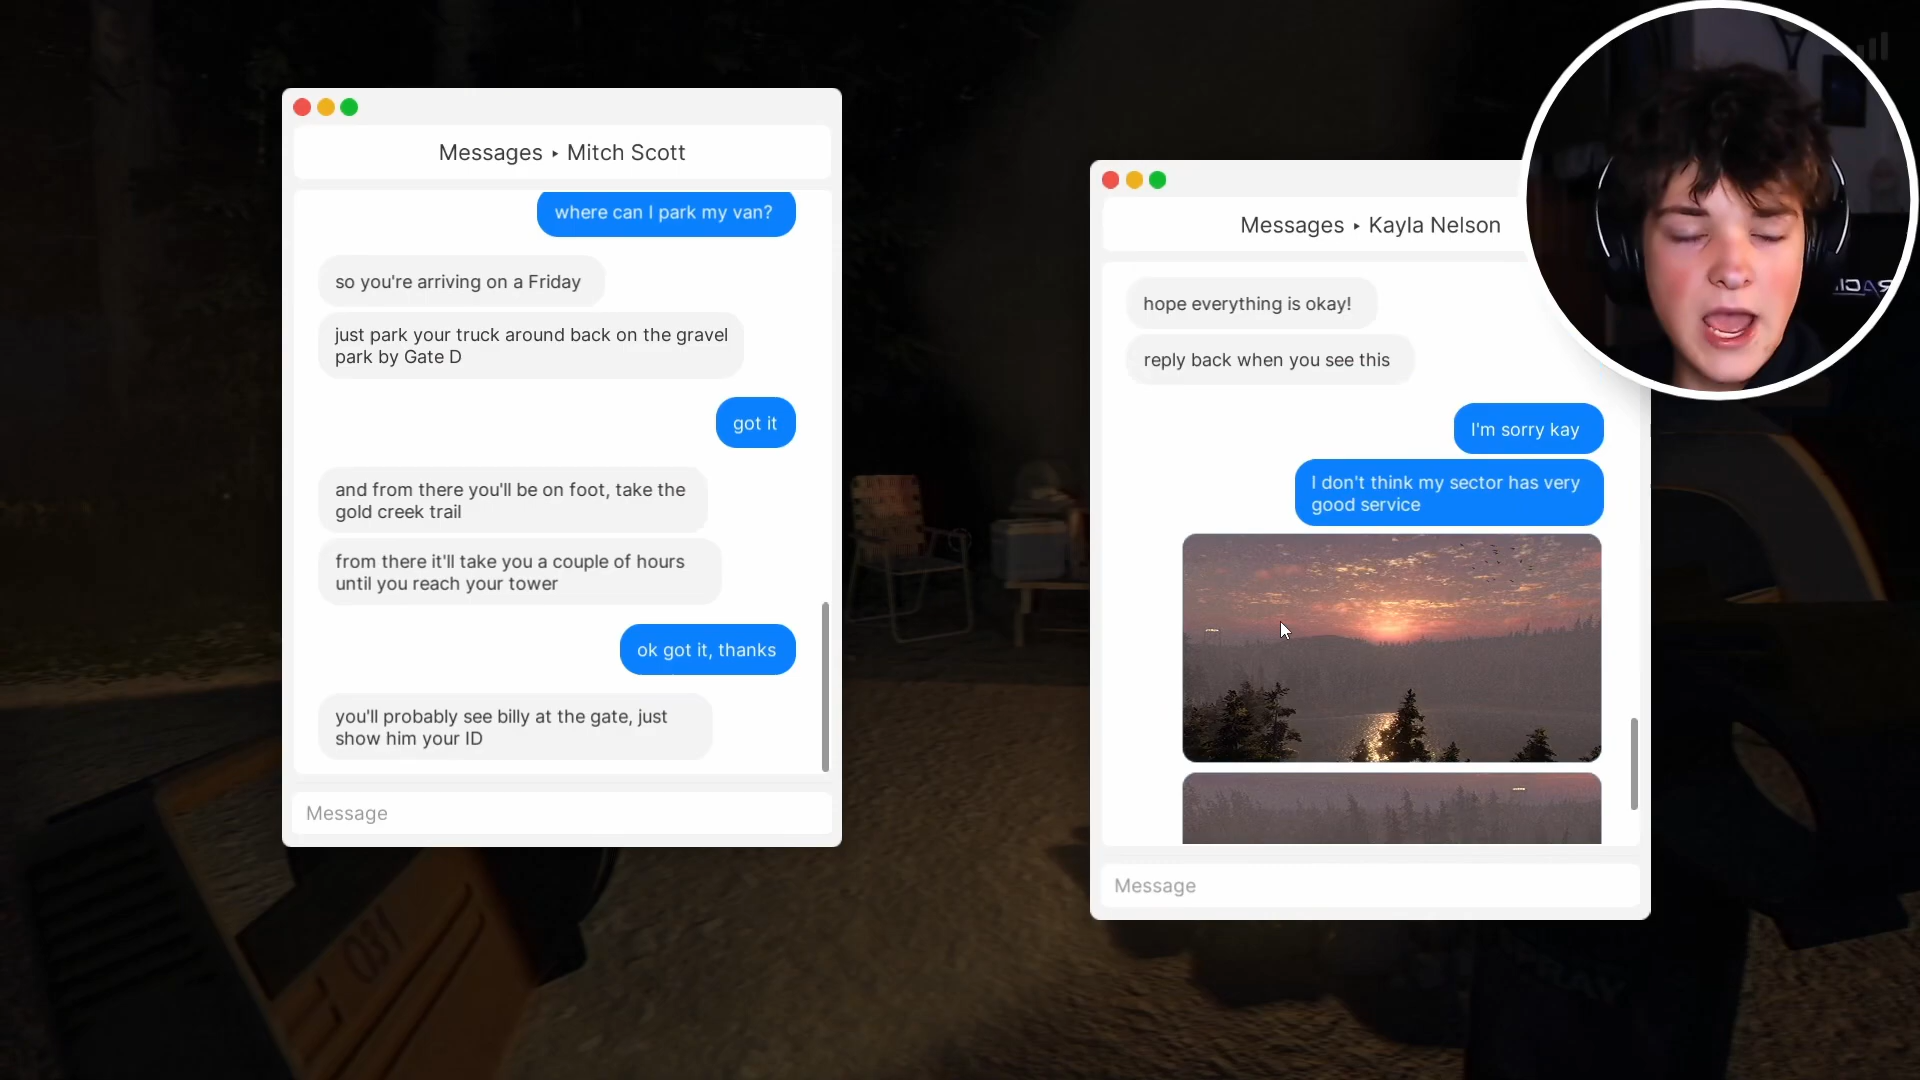 Messages ▸ Mitch Scott
where can I park my van?
so you're arriving on a Friday
just park your truck around back on the gravel
park by Gate D
got it
and from there you'll be on foot, take the
gold creek trail
from there it'll take you a couple of hours
until you reach your tower
ok got it, thanks
you'll probably see billy at the gate, just
show him your ID
Message
Messages ▸ Kayla Nelson
hope everything is okay!
reply back when you see this
I'm sorry kay
I don't think my sector has very
good service
Message
031